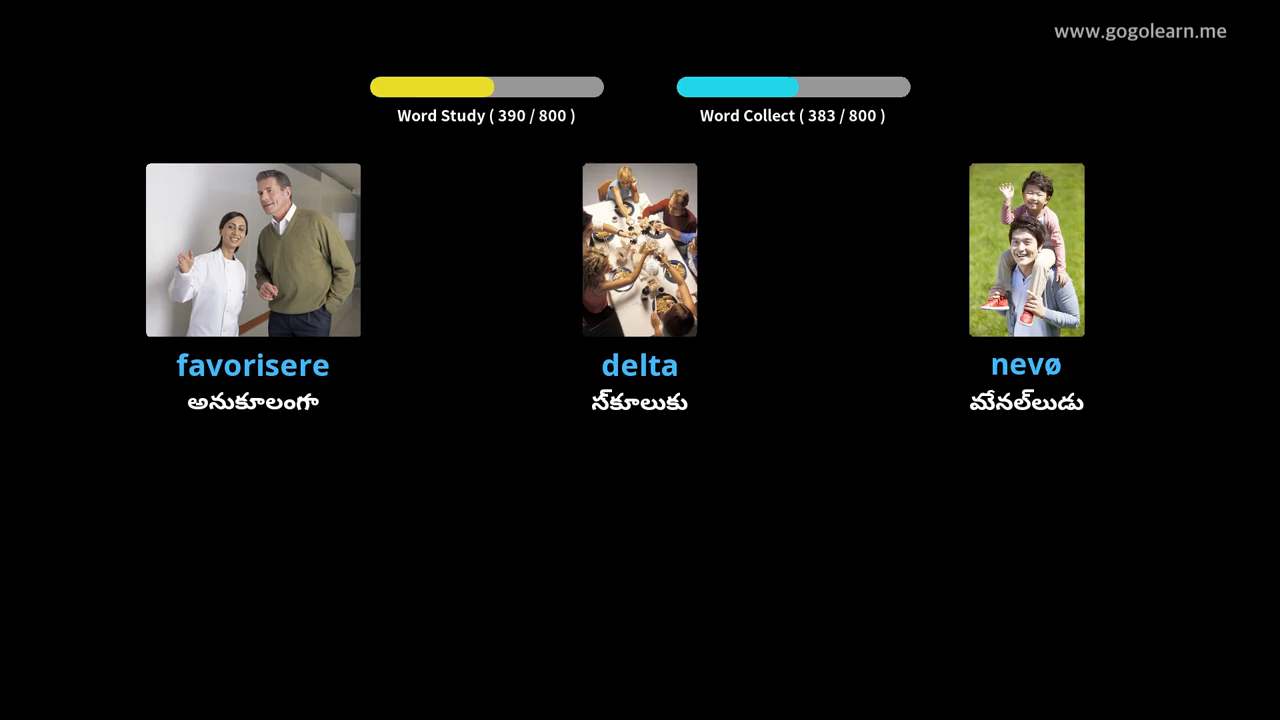 www.gogolearn.me
Word Study ( 390 / 800 )
Word Collect ( 383 / 800 )
favorisere
delta
nevø
అనుకూలంగా
స్‌కూలుకు
మేనల్‌లుడు